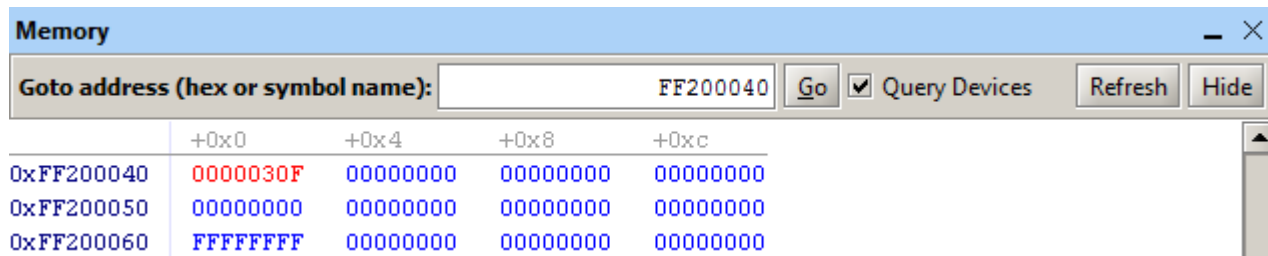 Memory
Goto address (hex or symbol name): FF200040 Go Query Devices Refresh Hide
+0x0 +0x4 +0x8 +0xc
0xFF200040 0000030F 00000000 00000000 00000000
0xFF200050 00000000 00000000 00000000 00000000
0xFF200060 FFFFFFFF 00000000 00000000 00000000